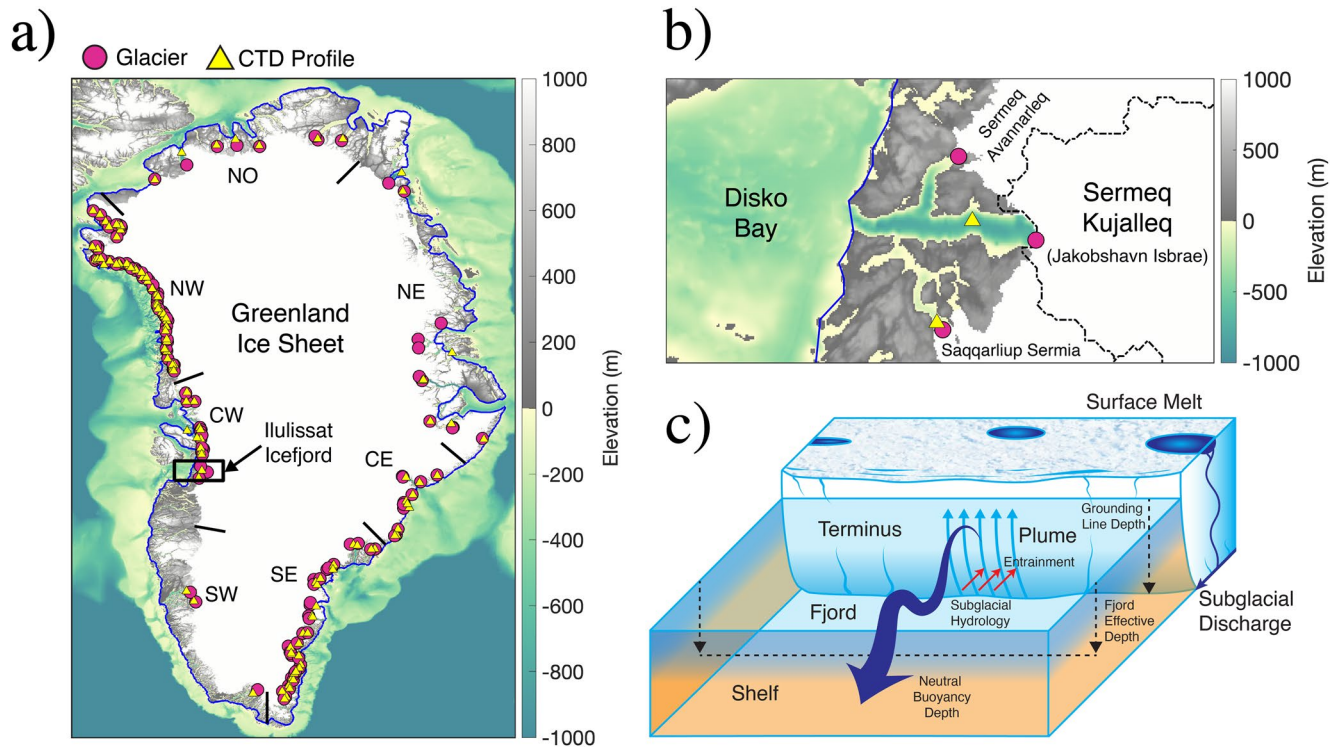 a)
Glacier
CTD Profile
NO
NW
NE
Greenland
Ice Sheet
CW
Ilulissat
Icefjord
CE
SE
SW
1000
800
600
400
200
0
-200
-400
-600
-800
-1000
Elevation (m)
b)
Disko
Bay
Sermeq
Avannarleq
Sermeq
Kujalleq
(Jakobshavn Isbrae)
Saqqarliup Sermia
1000
500
0
-500
-1000
Elevation (m)
c)
Surface Melt
Terminus
Plume
Entrainment
Grounding
Line Depth
Fjord
Subglacial
Hydrology
Fjord
Effective
Depth
Subglacial
Discharge
Shelf
Neutral
Buoyancy
Depth